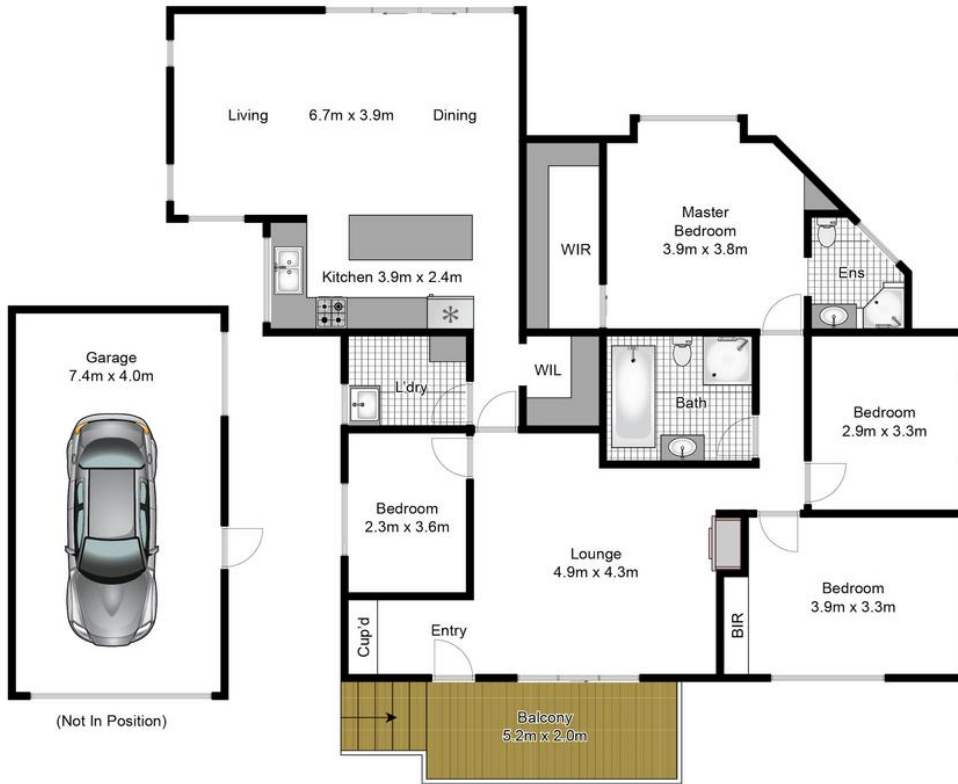 Living 6.7m x 3.9m Dining
Master
Bedroom
3.9m x 3.8m
WIR
Ens
Kitchen 3.9m x 2.4m
Garage
7.4m x 4.0m
L'dry
WIL
Bath
Bedroom
2.9m x 3.3m
Bedroom
2.3m x 3.6m
Lounge
4.9m x 4.3m
Bedroom
3.9m x 3.3m
BIR
Cup'd
Entry
(Not In Position)
Balcony
5.2m x 2.0m